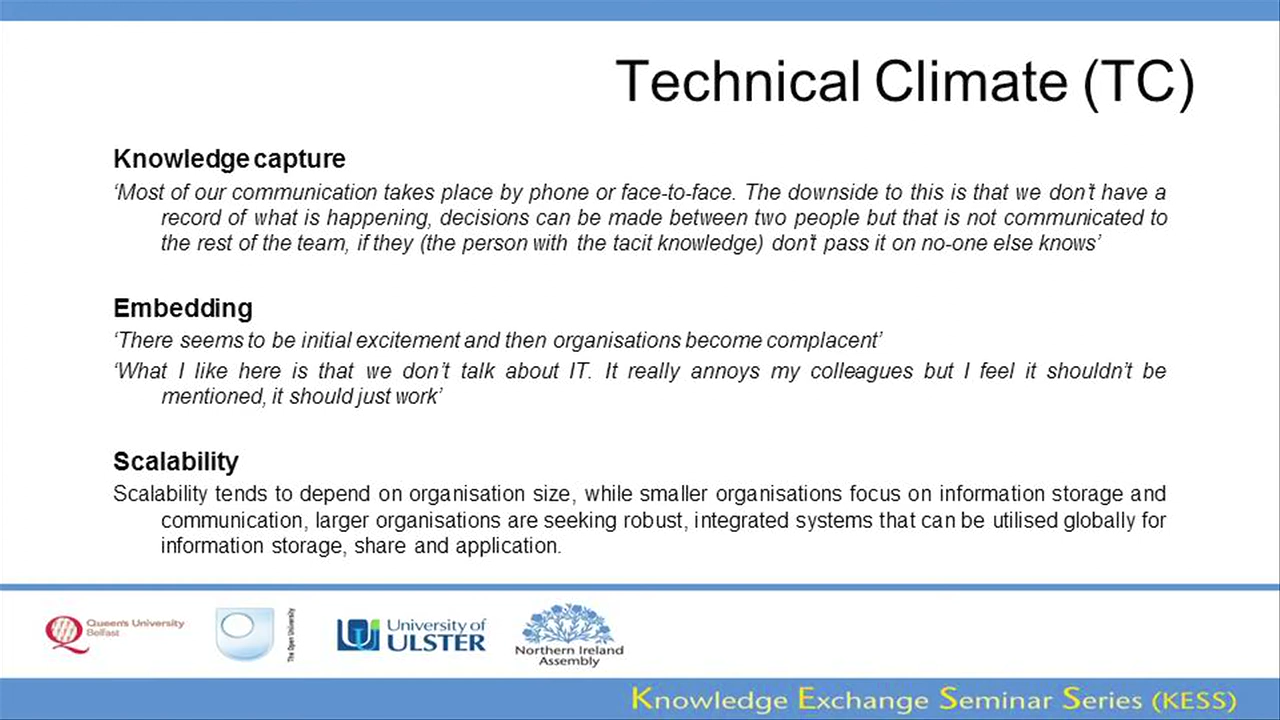 Technical Climate (TC)
Knowledge capture
‘Most of our communication takes place by phone or face-to-face. The downside to this is that we don’t have a
record of what is happening, decisions can be made between two people but that is not communicated to
the rest of the team, if they (the person with the tacit knowledge) don’t pass it on no-one else knows’
Embedding
‘There seems to be initial excitement and then organisations become complacent’
‘What I like here is that we don’t talk about IT. It really annoys my colleagues but I feel it shouldn’t be
mentioned, it should just work’
Scalability
Scalability tends to depend on organisation size, while smaller organisations focus on information storage and
communication, larger organisations are seeking robust, integrated systems that can be utilised globally for
information storage, share and application.
Queen's University
Belfast
The Open University
University of
ULSTER
Northern Ireland
Assembly
Knowledge Exchange Seminar Series (KESS)